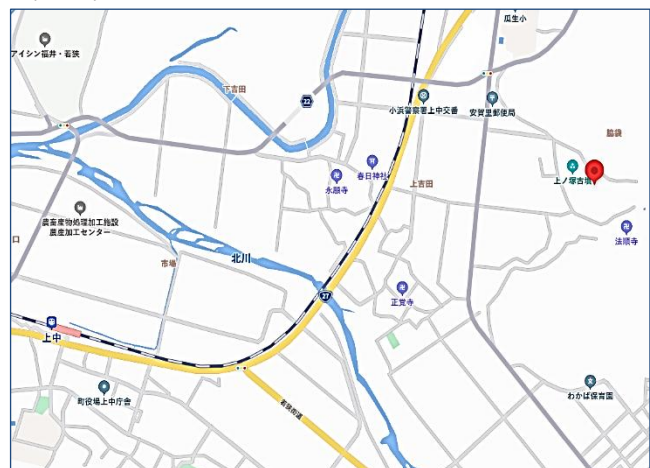 瓜生小
アイシン福井・若狭
下吉田
22
小浜警察署上中交番
安賀里郵便局
脇袋
春日神社
永願寺
上吉田
上ノ塚古墳
農畜産物処理加工施設
農産加工センター
法順寺
口
市場
北川
27
正覚寺
上中
町役場上中庁舎
若狭街道
わかば保育園